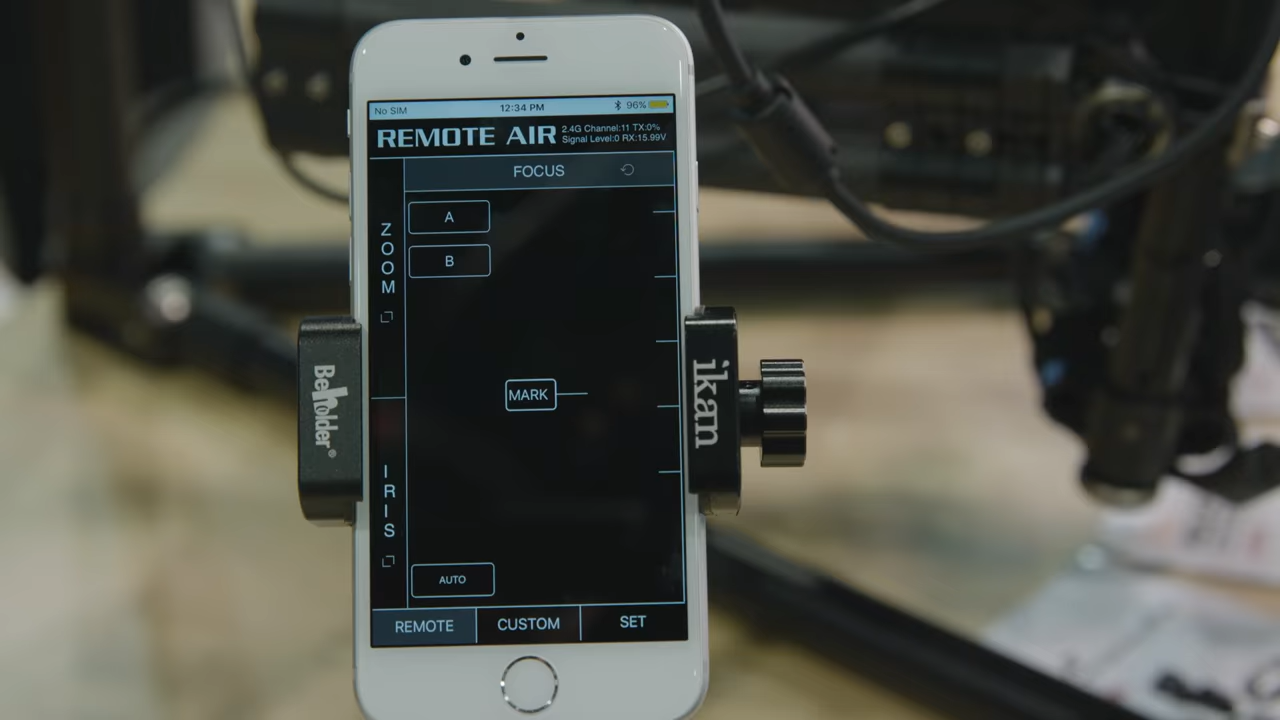 No SIM 12:34 PM 96%
REMOTE AIR
2.4G Channel:11 TX:0%
Signal Level:0 RX:15.99V
FOCUS
ZOOM
A
B
MARK
IRIS
AUTO
REMOTE CUSTOM SET
Beholder®
ikan